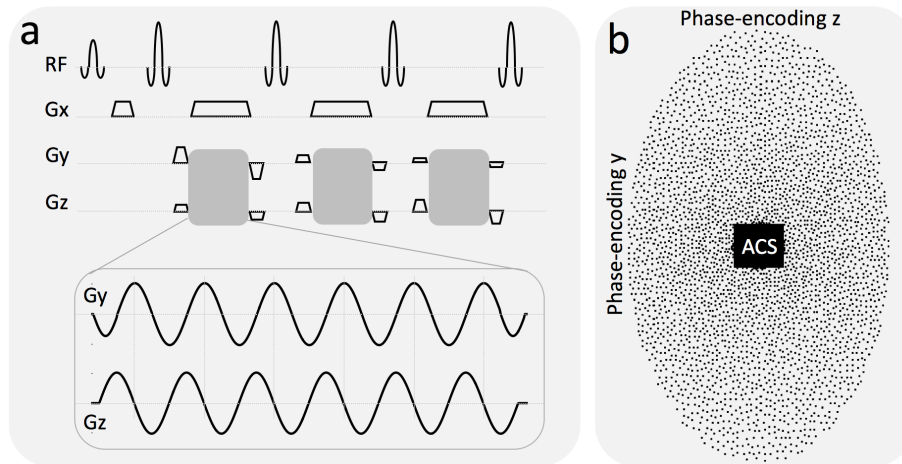 a
RF
Gx
Gy
Gz
Gy
Gz
b
Phase-encoding z
Phase-encoding y
ACS